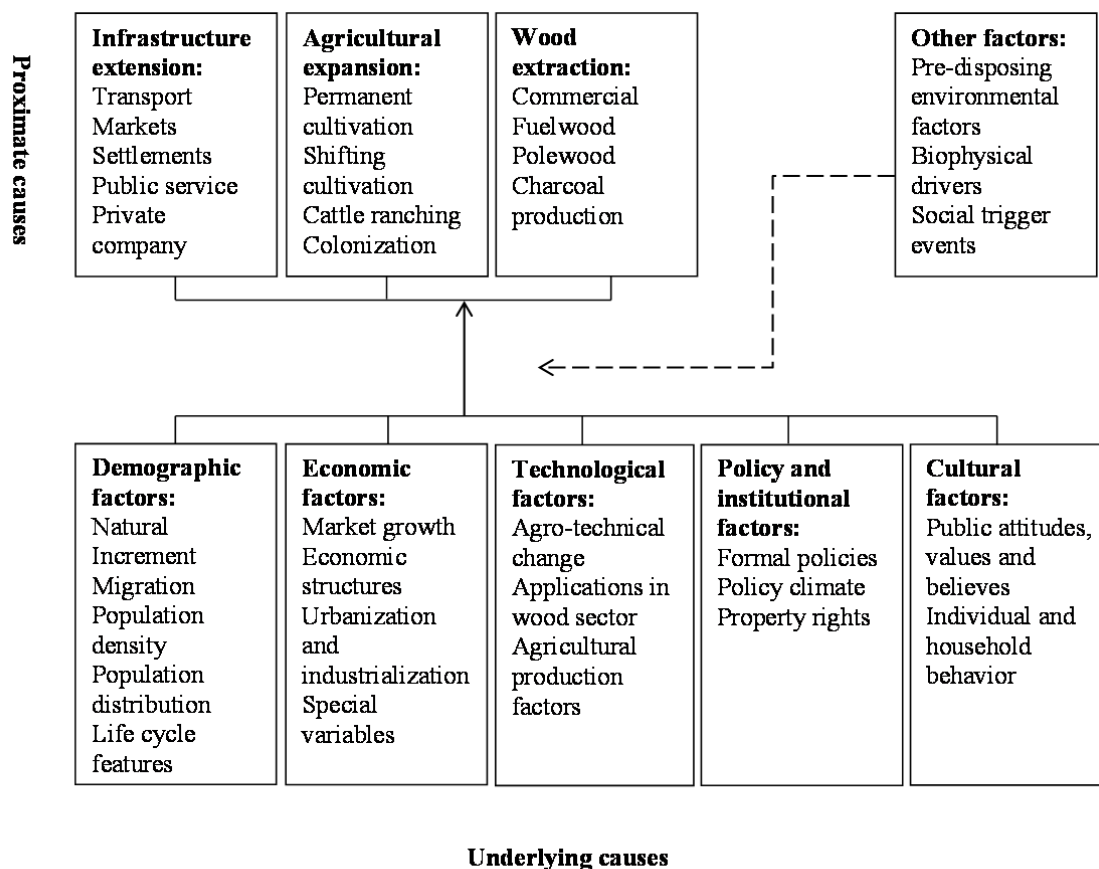 Proximate causes
Infrastructure
extension:
Transport
Markets
Settlements
Public service
Private
company
Agricultural
expansion:
Permanent
cultivation
Shifting
cultivation
Cattle ranching
Colonization
Wood
extraction:
Commercial
Fuelwood
Polewood
Charcoal
production
Other factors:
Pre-disposing
environmental
factors
Biophysical
drivers
Social trigger
events
Demographic
factors:
Natural
Increment
Migration
Population
density
Population
distribution
Life cycle
features
Economic
factors:
Market growth
Economic
structures
Urbanization
and
industrialization
Special
variables
Technological
factors:
Agro-technical
change
Applications in
wood sector
Agricultural
production
factors
Policy and
institutional
factors:
Formal policies
Policy climate
Property rights
Cultural
factors:
Public attitudes,
values and
believes
Individual and
household
behavior
Underlying causes